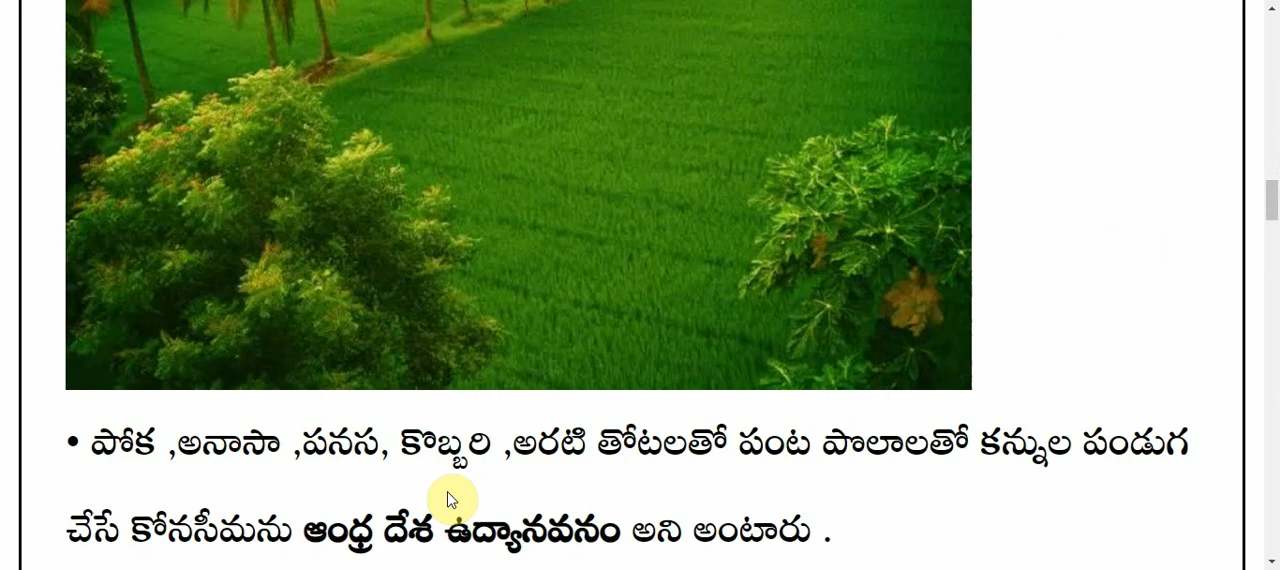 • పోక ,అనాసా ,పనస, కొబ్బరి ,అరటి తోటలతో పంట పొలాలతో కన్నుల పండుగ
చేసే కోనసీమను ఆంధ్ర దేశ ఉద్యానవనం అని అంటారు .